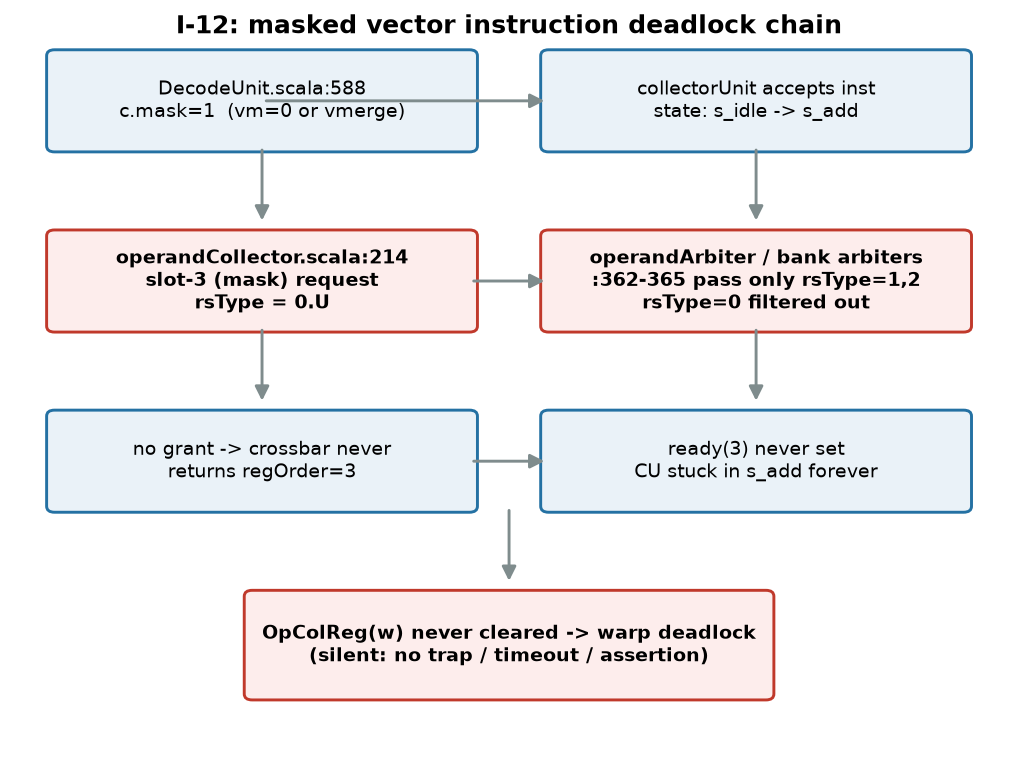 I-12: masked vector instruction deadlock chain
DecodeUnit.scala:588
c.mask=1  (vm=0 or vmerge)
collectorUnit accepts inst
state: s_idle -> s_add
operandCollector.scala:214
slot-3 (mask) request
rsType = 0.U
operandArbiter / bank arbiters
:362-365 pass only rsType=1,2
rsType=0 filtered out
no grant -> crossbar never
returns regOrder=3
ready(3) never set
CU stuck in s_add forever
OpColReg(w) never cleared -> warp deadlock
(silent: no trap / timeout / assertion)